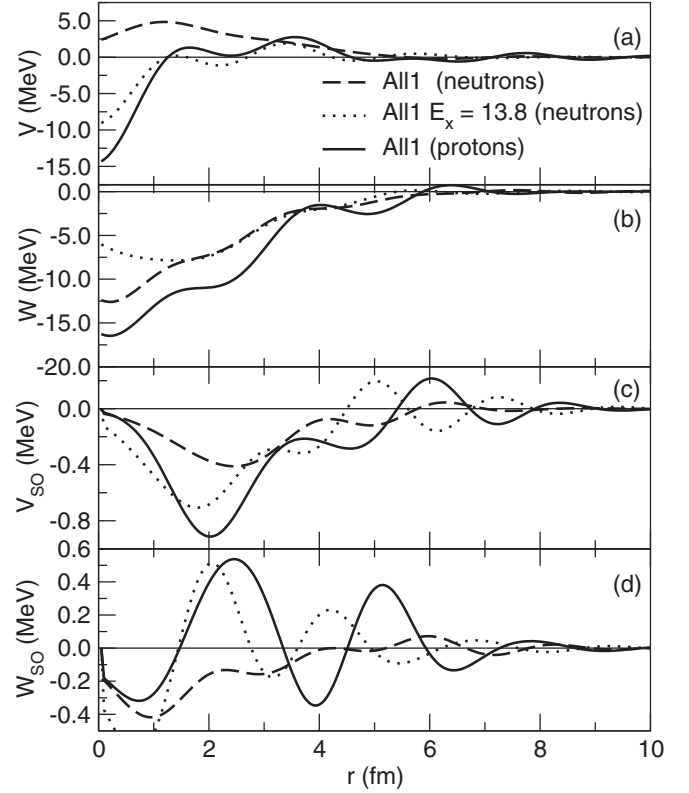 5.0
0.0
-5.0
-10.0
-15.0
V (MeV)
(a)
All1 (neutrons)
All1 Eₓ = 13.8 (neutrons)
All1 (protons)
0.0
-5.0
-10.0
-15.0
-20.0
W (MeV)
(b)
0.0
-0.4
-0.8
V_SO (MeV)
(c)
0.6
0.4
0.2
0.0
-0.2
-0.4
W_SO (MeV)
(d)
0 2 4 6 8 10
r (fm)